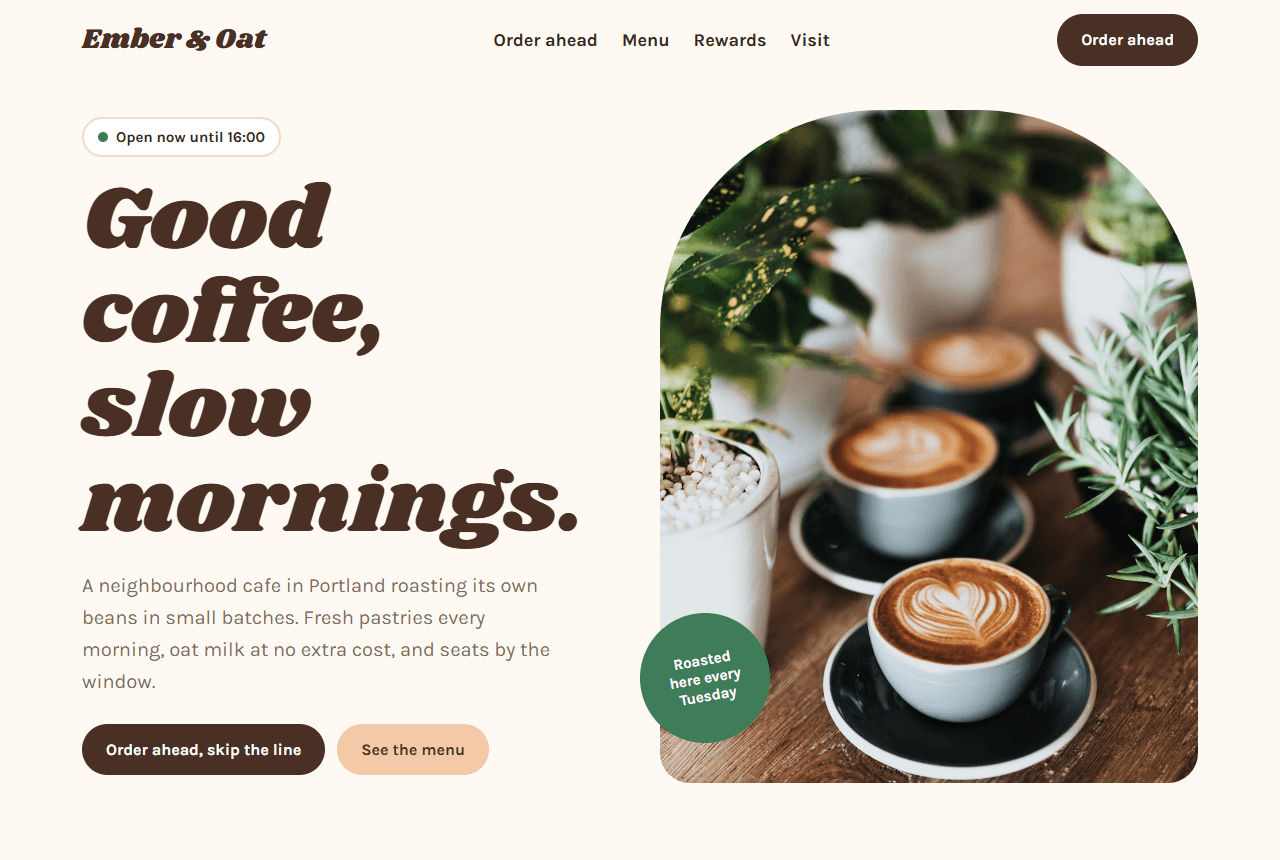 Ember & Oat
Order ahead
Menu
Rewards
Visit
Order ahead
Open now until 16:00
Good
coffee,
slow
mornings.
A neighbourhood cafe in Portland roasting its own
beans in small batches. Fresh pastries every
morning, oat milk at no extra cost, and seats by the
window.
Order ahead, skip the line
See the menu
Roasted
here every
Tuesday